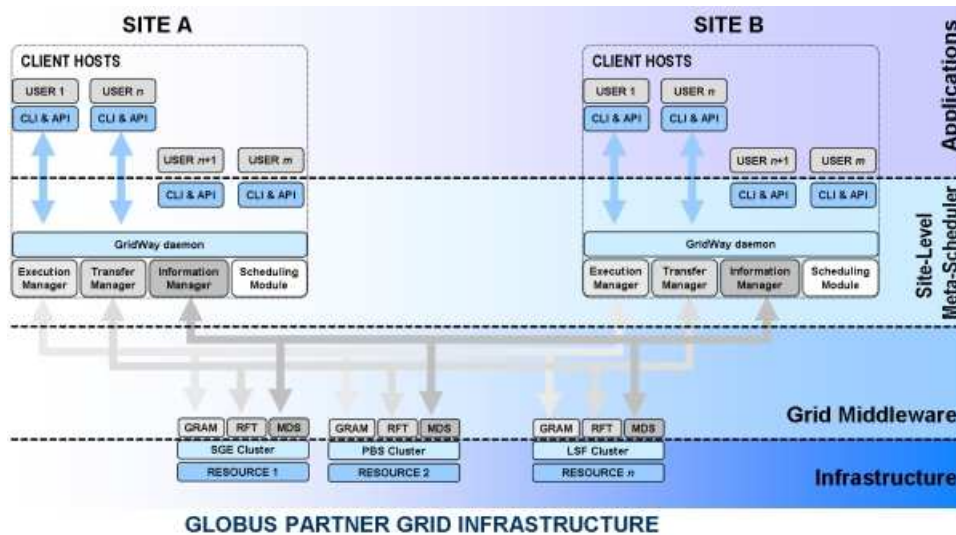 SITE A
SITE B
CLIENT HOSTS
CLIENT HOSTS
USER 1
USER n
USER 1
USER n
CLI & API
CLI & API
CLI & API
CLI & API
USER n+1
USER m
USER n+1
USER m
CLI & API
CLI & API
CLI & API
CLI & API
GridWay daemon
GridWay daemon
Execution
Manager
Transfer
Manager
Information
Manager
Scheduling
Module
Execution
Manager
Transfer
Manager
Information
Manager
Scheduling
Module
Applications
Site-Level
Meta-Scheduler
Grid Middleware
Infrastructure
GRAM
RFT
MDS
GRAM
RFT
MDS
GRAM
RFT
MDS
SGE Cluster
PBS Cluster
LSF Cluster
RESOURCE 1
RESOURCE 2
RESOURCE n
GLOBUS PARTNER GRID INFRASTRUCTURE